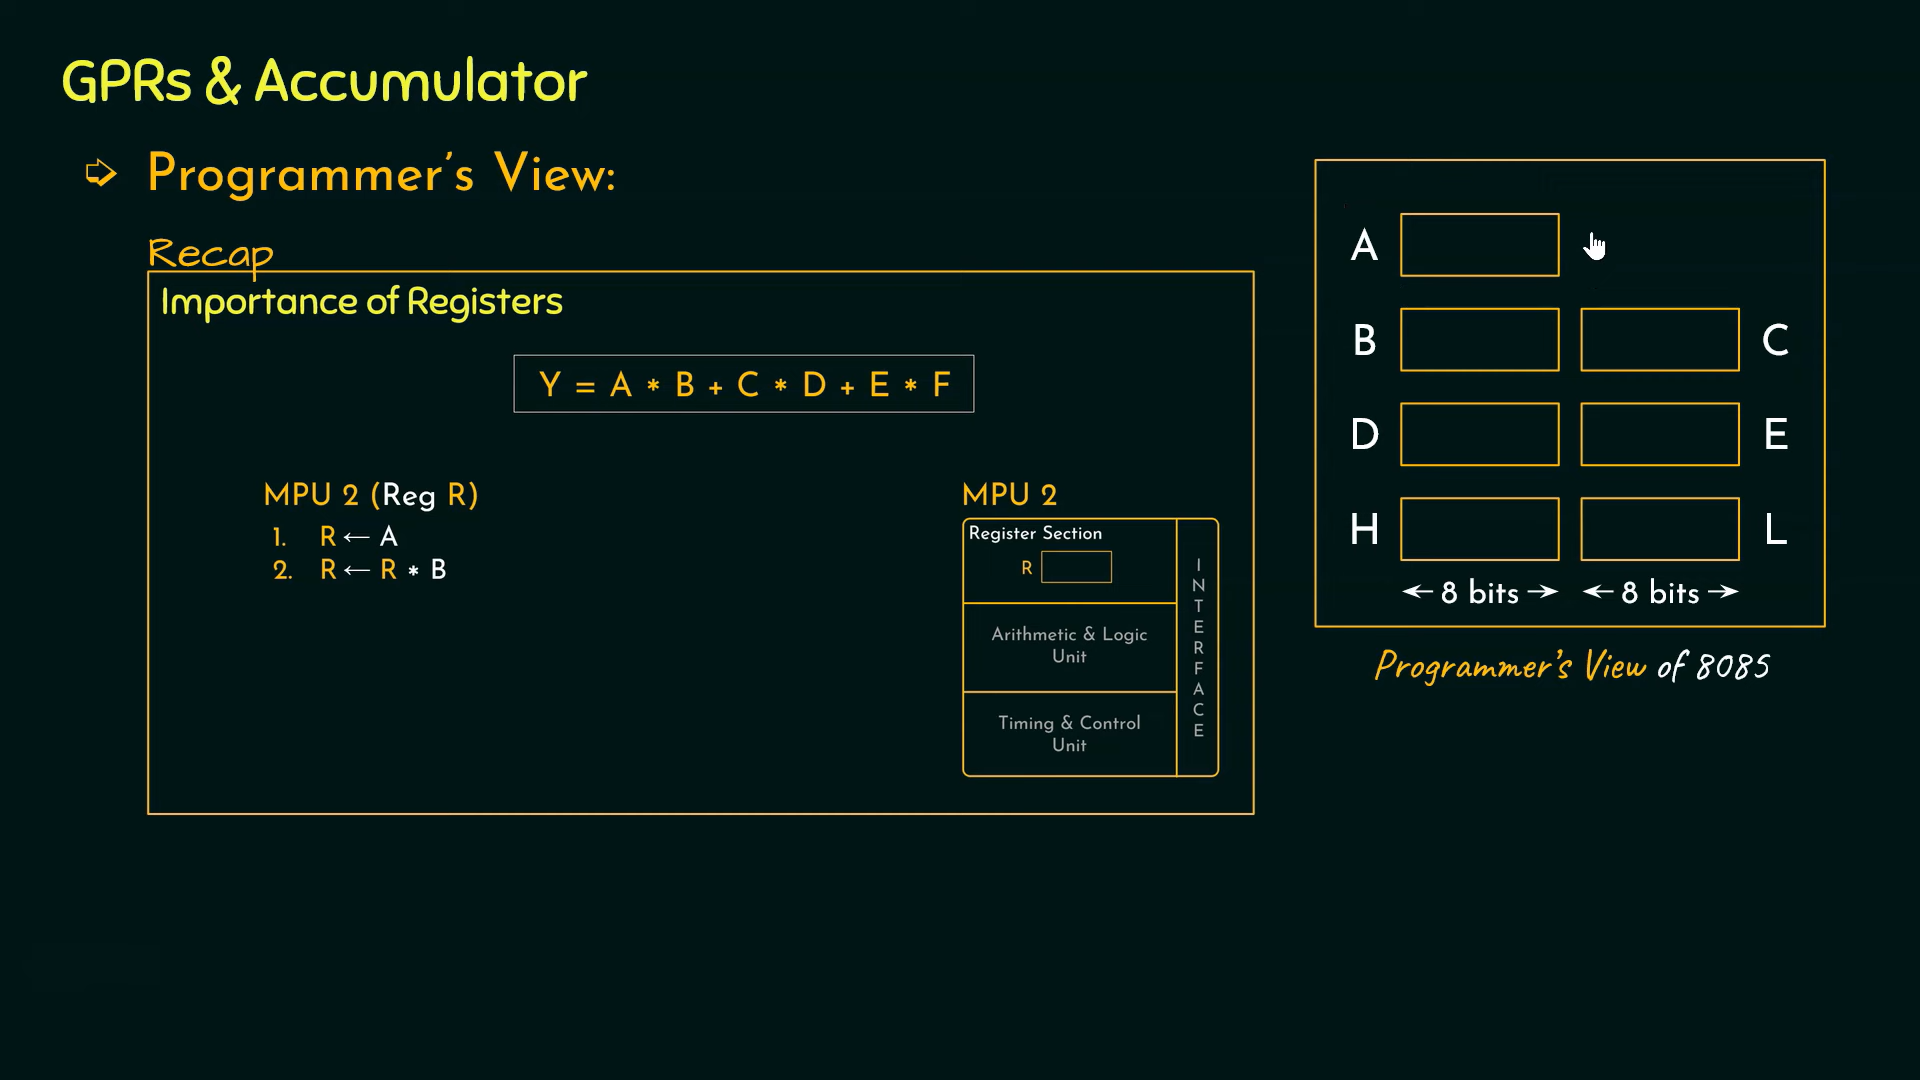 GPRs & Accumulator
➩ Programmer's View:
Recap
Importance of Registers
Y = A * B + C * D + E * F
MPU 2 (Reg R)
1. R ← A
2. R ← R * B
MPU 2
Register Section
R
Arithmetic & Logic
Unit
Timing & Control
Unit
INTERFACE
A
B C
D E
H L
← 8 bits → ← 8 bits →
Programmer's View of 8085